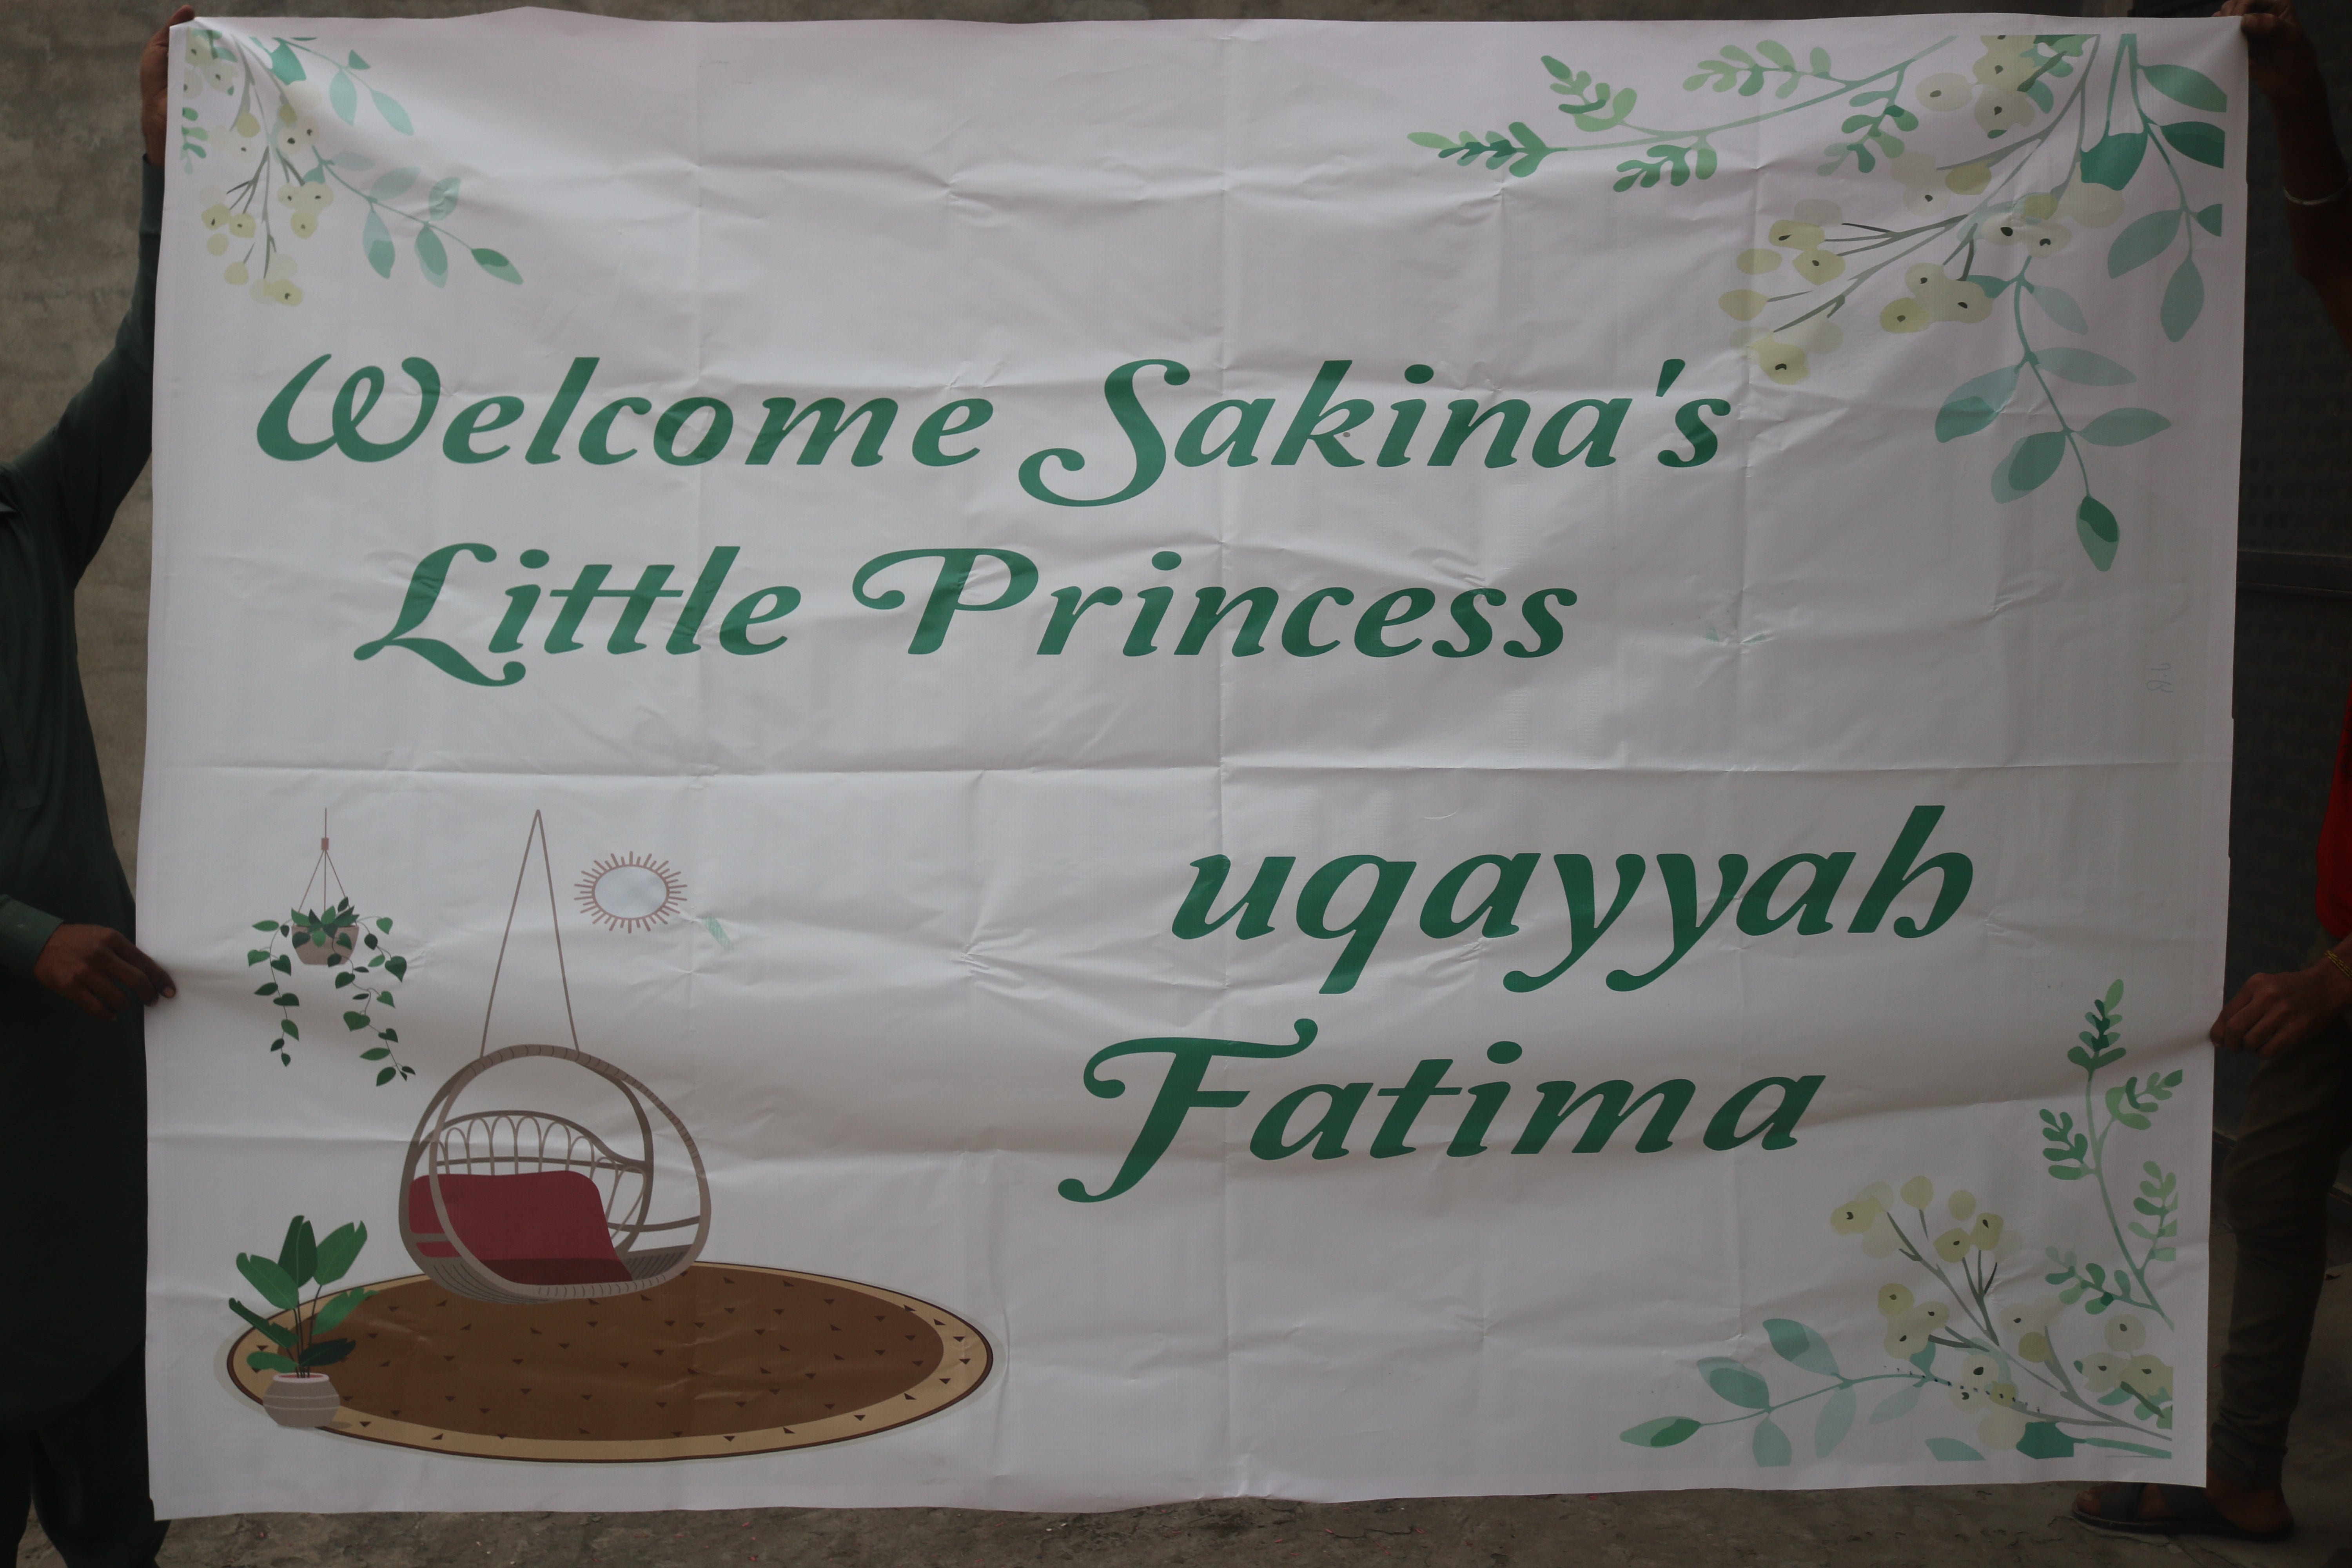 Welcome Sakina's
Little Princess
uqayyah
Fatima